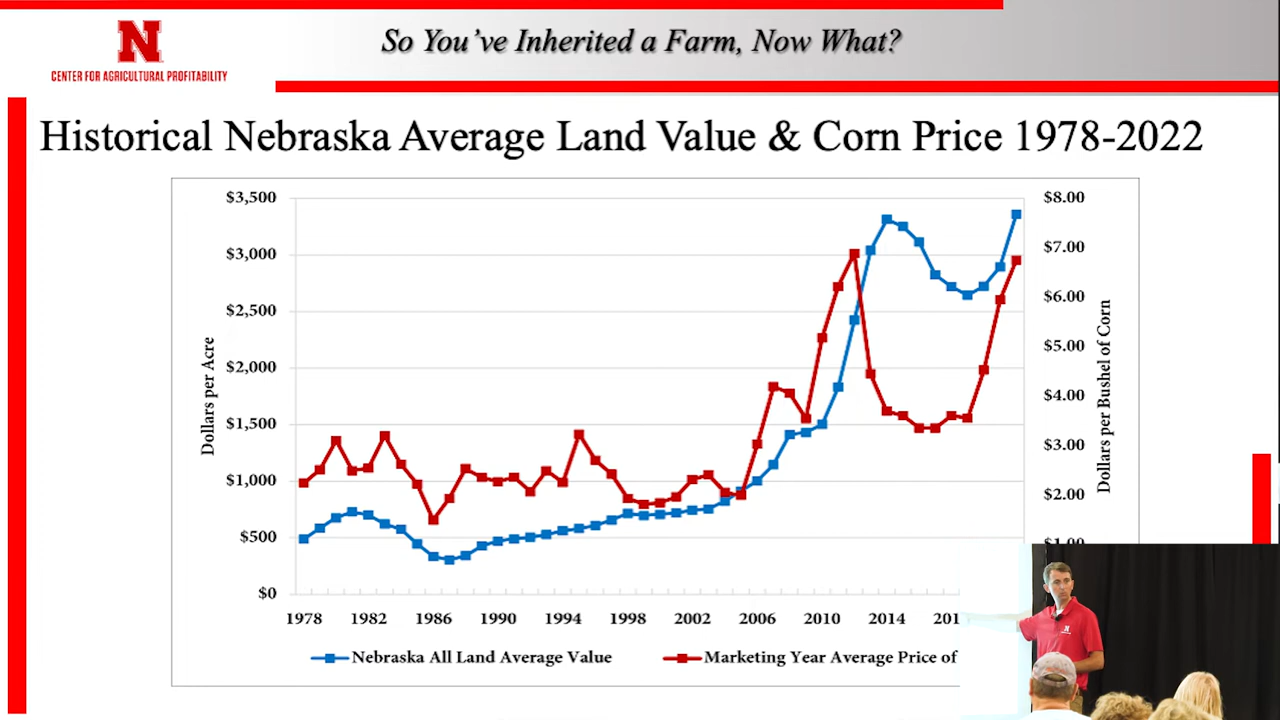 So You've Inherited a Farm, Now What?
N
CENTER FOR AGRICULTURAL PROFITABILITY
Historical Nebraska Average Land Value & Corn Price 1978-2022
$3,500
$3,000
$2,500
$2,000
$1,500
$1,000
$500
$0
Dollars per Acre
$8.00
$7.00
$6.00
$5.00
$4.00
$3.00
$2.00
$1.00
Dollars per Bushel of Corn
1978 1982 1986 1990 1994 1998 2002 2006 2010 2014 201
Nebraska All Land Average Value Marketing Year Average Price of
N